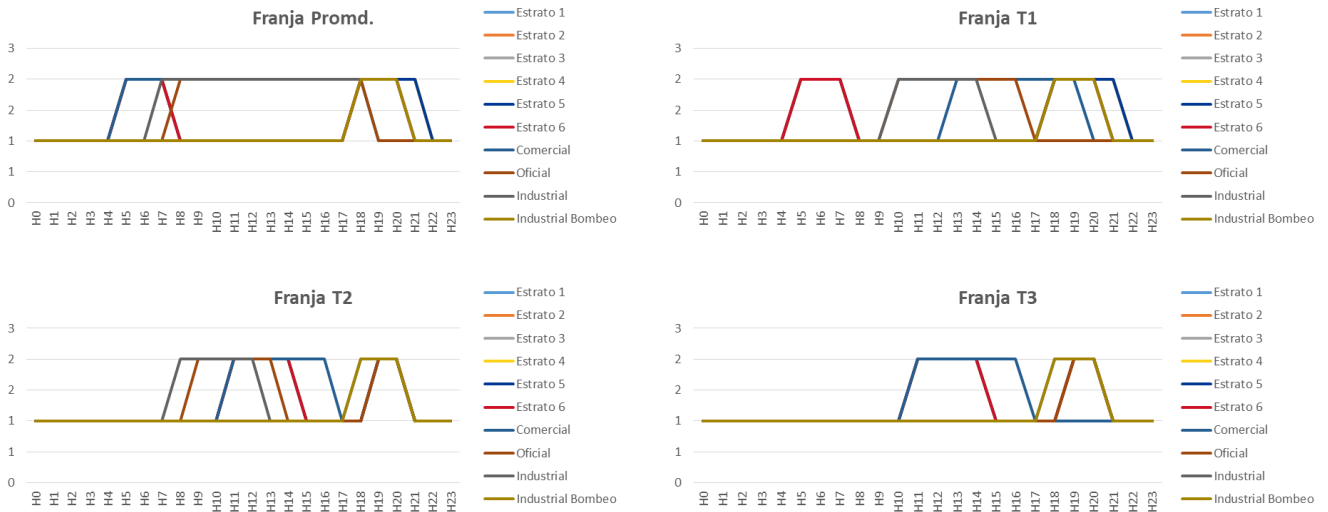 Franja Promd.
3
2
2
1
1
0
H0 H1 H2 H3 H4 H5 H6 H7 H8 H9 H10 H11 H12 H13 H14 H15 H16 H17 H18 H19 H20 H21 H22 H23
Estrato 1
Estrato 2
Estrato 3
Estrato 4
Estrato 5
Estrato 6
Comercial
Oficial
Industrial
Industrial Bombeo
Franja T1
3
2
2
1
1
0
H0 H1 H2 H3 H4 H5 H6 H7 H8 H9 H10 H11 H12 H13 H14 H15 H16 H17 H18 H19 H20 H21 H22 H23
Estrato 1
Estrato 2
Estrato 3
Estrato 4
Estrato 5
Estrato 6
Comercial
Oficial
Industrial
Industrial Bombeo
Franja T2
3
2
2
1
1
0
H0 H1 H2 H3 H4 H5 H6 H7 H8 H9 H10 H11 H12 H13 H14 H15 H16 H17 H18 H19 H20 H21 H22 H23
Estrato 1
Estrato 2
Estrato 3
Estrato 4
Estrato 5
Estrato 6
Comercial
Oficial
Industrial
Industrial Bombeo
Franja T3
3
2
2
1
1
0
H0 H1 H2 H3 H4 H5 H6 H7 H8 H9 H10 H11 H12 H13 H14 H15 H16 H17 H18 H19 H20 H21 H22 H23
Estrato 1
Estrato 2
Estrato 3
Estrato 4
Estrato 5
Estrato 6
Comercial
Oficial
Industrial
Industrial Bombeo